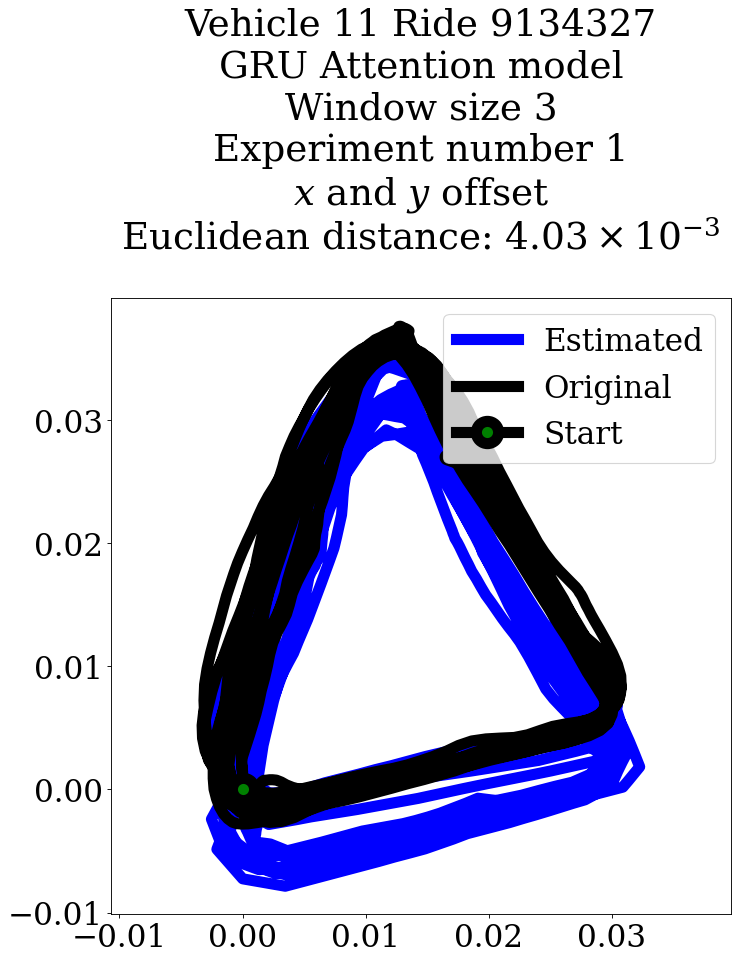 Vehicle 11 Ride 9134327
GRU Attention model
Window size 3
Experiment number 1
x and y offset
Euclidean distance: 4.03 × 10⁻³
Estimated
Original
Start
0.03
0.02
0.01
0.00
−0.01
−0.01 0.00 0.01 0.02 0.03